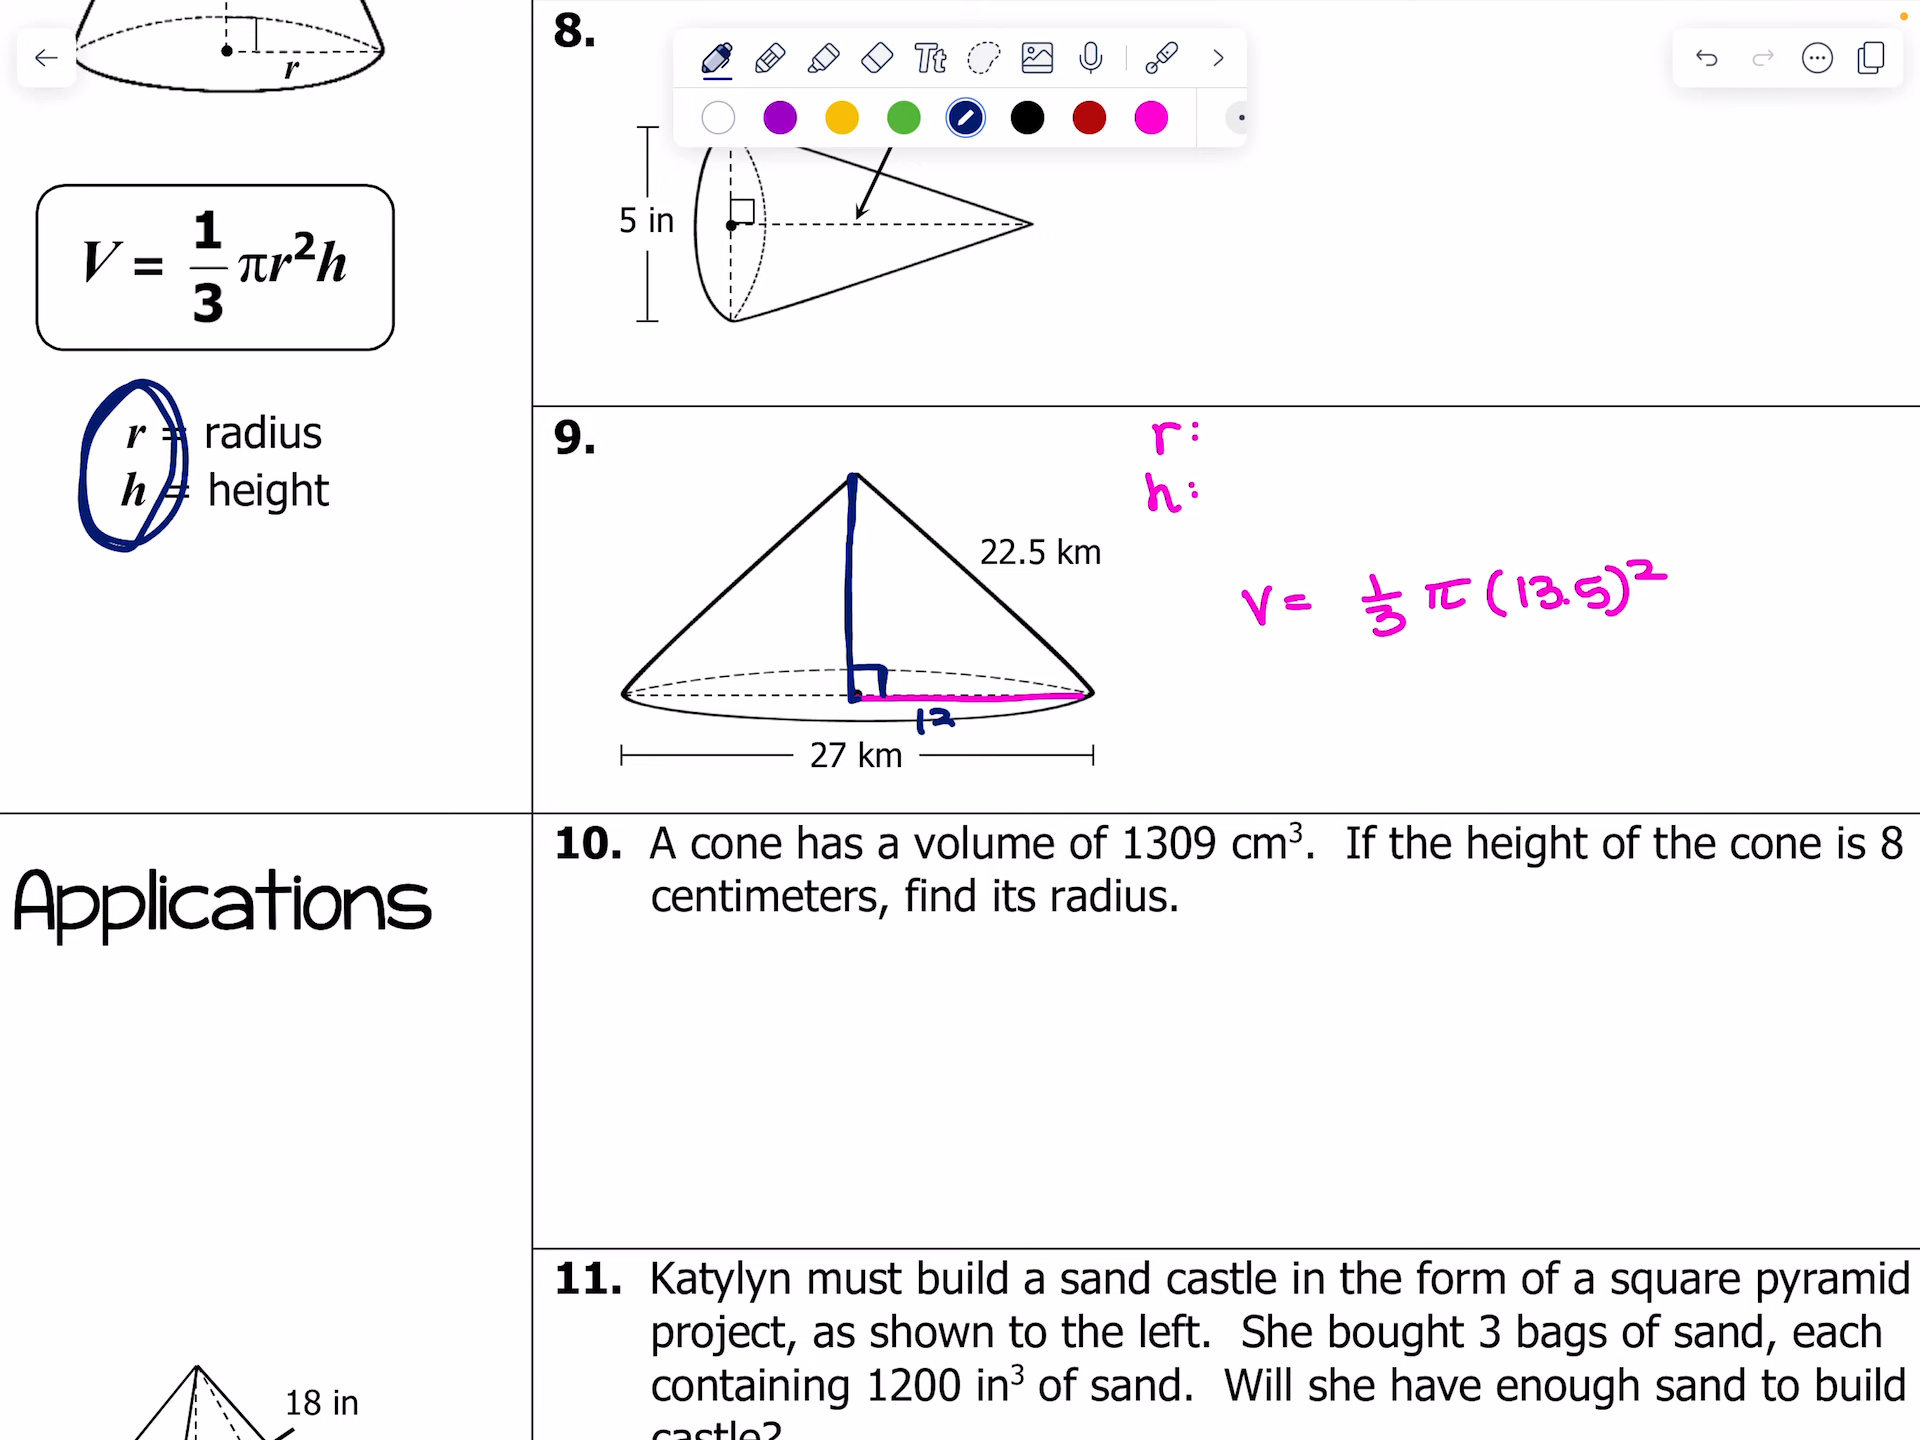 r
V = 1/3 πr²h
r = radius
h = height
8.
Tt
5 in
9.
r:
h:
22.5 km
V = 1/3 π (13.5)²
12
27 km
Applications
10. A cone has a volume of 1309 cm³. If the height of the cone is 8
centimeters, find its radius.
11. Katylyn must build a sand castle in the form of a square pyramid
project, as shown to the left. She bought 3 bags of sand, each
containing 1200 in³ of sand. Will she have enough sand to build
castle?
18 in